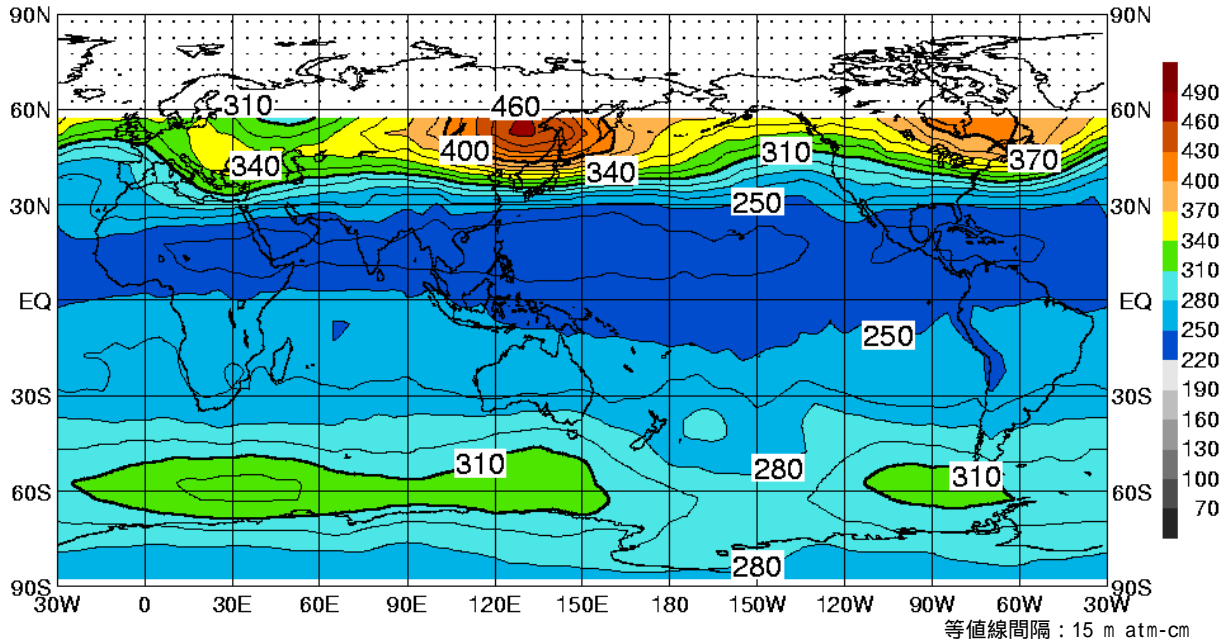 90N 90N
310 460
60N 60N
490
460
430
400
370
340
310
280
250
220
190
160
130
100
70
340 400 340 310 370
30N 250 30N
EQ EQ
250
30S 30S
310 280 310
60S 60S
280
90S 90S
30W 0 30E 60E 90E 120E 150E 180 150W 120W 90W 60W 30W
等値線間隔：15 m atm-cm